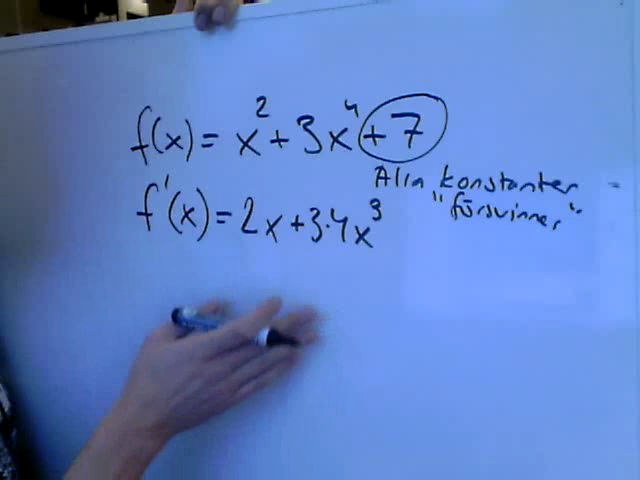 f(x) = x² + 3x⁴ + 7
Alla konstanter
"försvinner"
f'(x) = 2x + 3·4x³